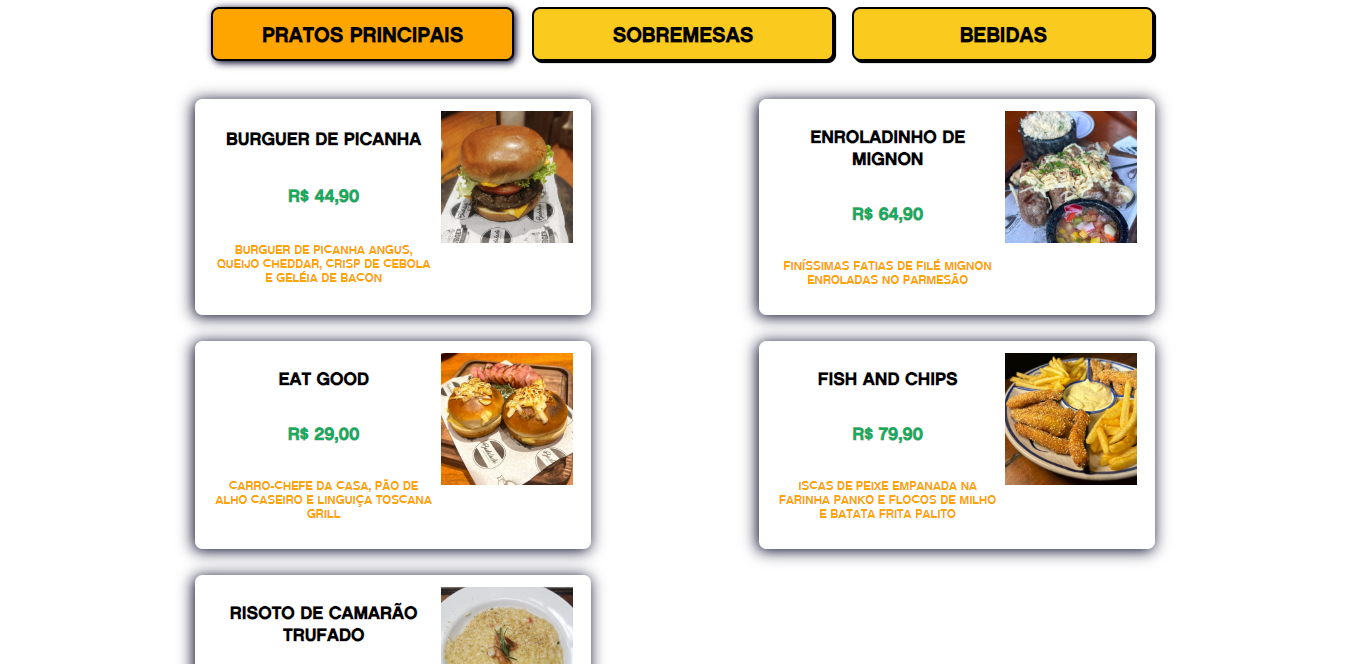 PRATOS PRINCIPAIS
SOBREMESAS
BEBIDAS
BURGUER DE PICANHA
R$ 44,90
BURGUER DE PICANHA ANGUS,
QUEIJO CHEDDAR, CRISP DE CEBOLA
E GELÉIA DE BACON
ENROLADINHO DE
MIGNON
R$ 64,90
FINÍSSIMAS FATIAS DE FILÉ MIGNON
ENROLADAS NO PARMESÃO
EAT GOOD
R$ 29,00
CARRO-CHEFE DA CASA, PÃO DE
ALHO CASEIRO E LINGUIÇA TOSCANA
GRILL
FISH AND CHIPS
R$ 79,90
ISCAS DE PEIXE EMPANADA NA
FARINHA PANKO E FLOCOS DE MILHO
E BATATA FRITA PALITO
RISOTO DE CAMARÃO
TRUFADO